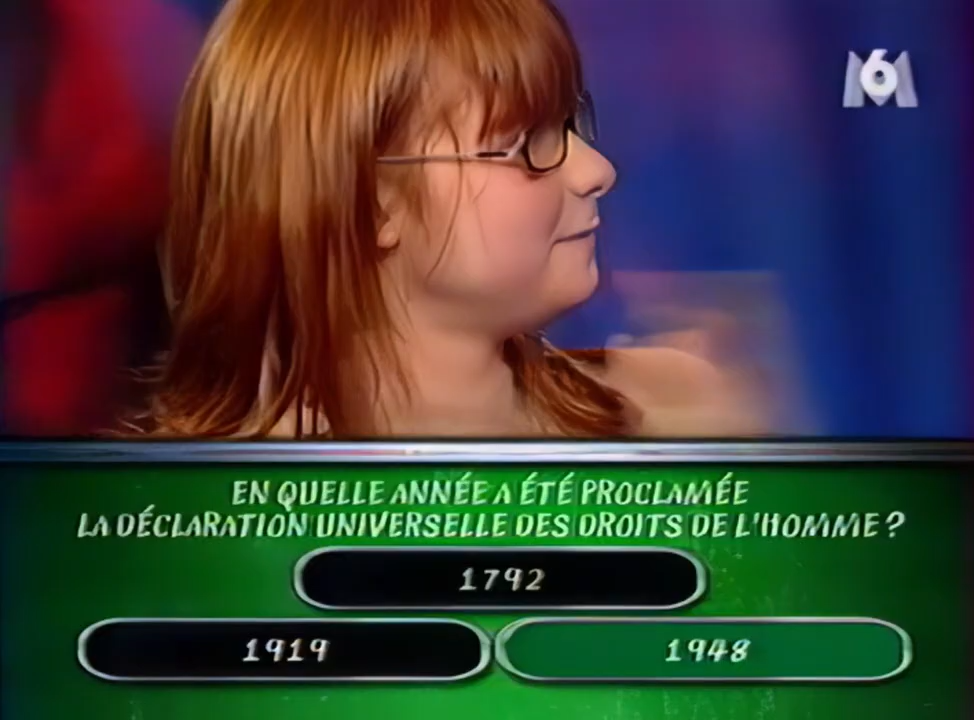 M6
EN QUELLE ANNÉE A ÉTÉ PROCLAMÉE
LA DÉCLARATION UNIVERSELLE DES DROITS DE L'HOMME ?
1792
1919
1948